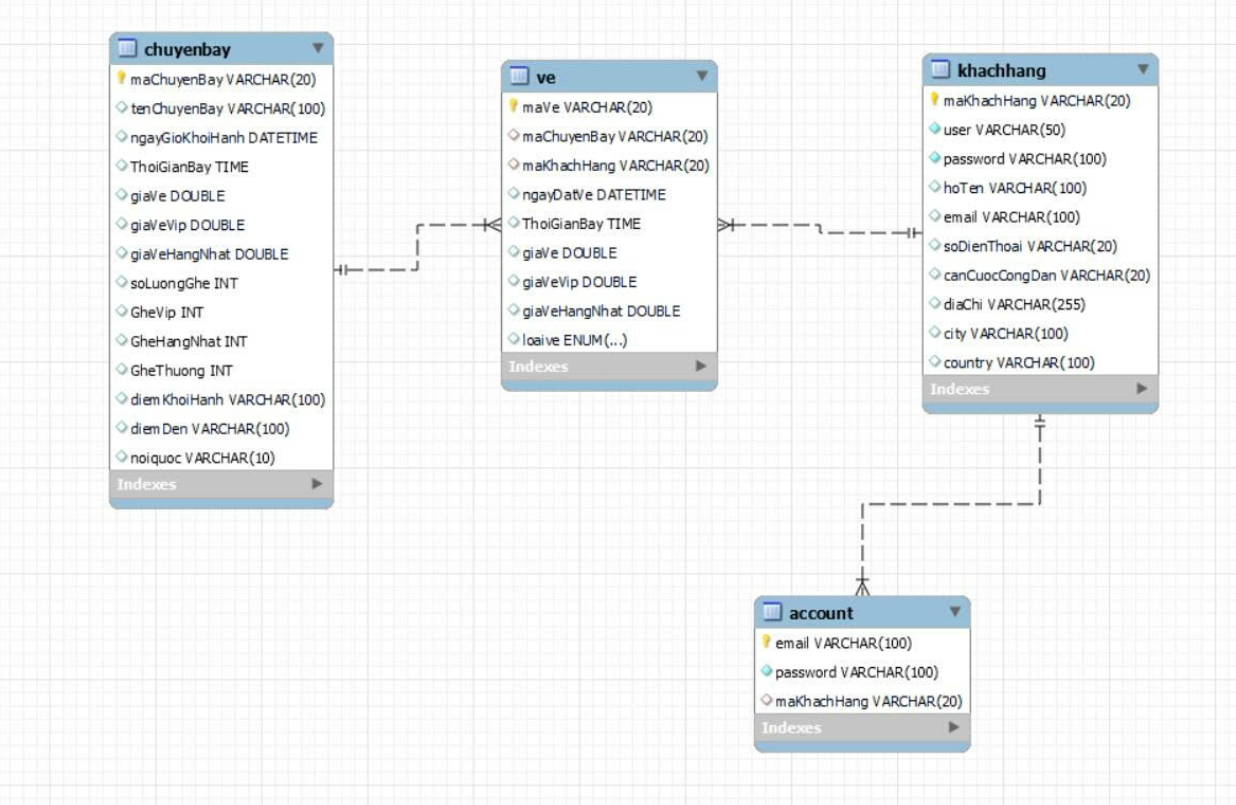 chuyenbay
maChuyenBay VARCHAR(20)
tenChuyenBay VARCHAR(100)
ngayGioKhoiHanh DATETIME
ThoiGianBay TIME
giaVe DOUBLE
giaVeVip DOUBLE
giaVeHangNhat DOUBLE
soLuongGhe INT
GheVip INT
GheHangNhat INT
GheThuong INT
diemKhoiHanh VARCHAR(100)
diemDen VARCHAR(100)
noiquoc VARCHAR(10)
Indexes
ve
maVe VARCHAR(20)
maChuyenBay VARCHAR(20)
maKhachHang VARCHAR(20)
ngayDatVe DATETIME
ThoiGianBay TIME
giaVe DOUBLE
giaVeVip DOUBLE
giaVeHangNhat DOUBLE
loaive ENUM(...)
Indexes
khachhang
maKhachHang VARCHAR(20)
user VARCHAR(50)
password VARCHAR(100)
hoTen VARCHAR(100)
email VARCHAR(100)
soDienThoai VARCHAR(20)
canCuocCongDan VARCHAR(20)
diaChi VARCHAR(255)
city VARCHAR(100)
country VARCHAR(100)
Indexes
account
email VARCHAR(100)
password VARCHAR(100)
maKhachHang VARCHAR(20)
Indexes